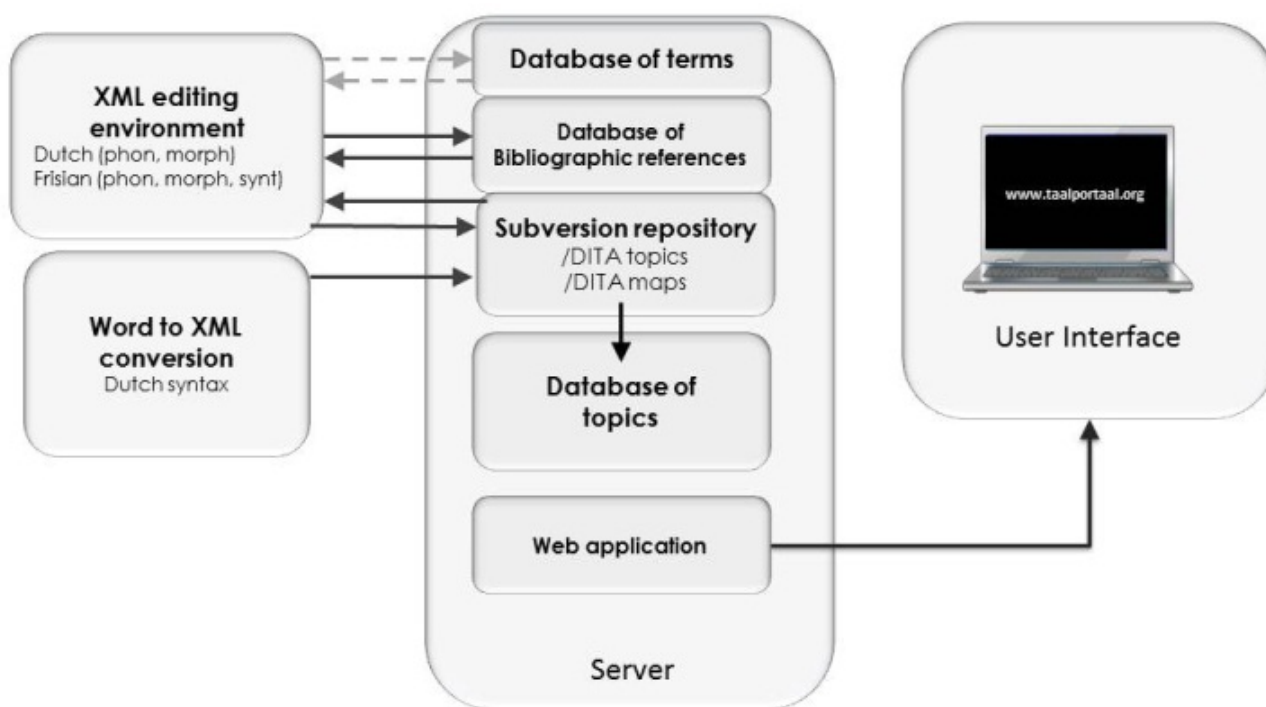 XML editing
environment
Dutch (phon, morph)
Frisian (phon, morph, synt)
Word to XML
conversion
Dutch syntax
Database of terms
Database of
Bibliographic references
Subversion repository
/DITA topics
/DITA maps
Database of
topics
Web application
Server
www.taalportaal.org
User Interface